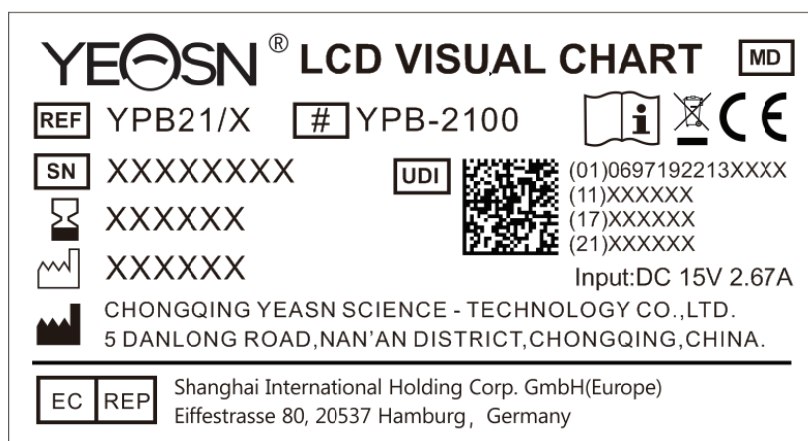 YEASN ® LCD VISUAL CHART MD
REF YPB21/X # YPB-2100 CE
SN XXXXXXXX UDI (01)0697192213XXXX
(11)XXXXXX
XXXXXX (17)XXXXXX
(21)XXXXXX
XXXXXX Input:DC 15V 2.67A
CHONGQING YEASN SCIENCE - TECHNOLOGY CO.,LTD.
5 DANLONG ROAD,NAN'AN DISTRICT,CHONGQING,CHINA.
EC REP Shanghai International Holding Corp. GmbH(Europe)
Eiffestrasse 80, 20537 Hamburg, Germany